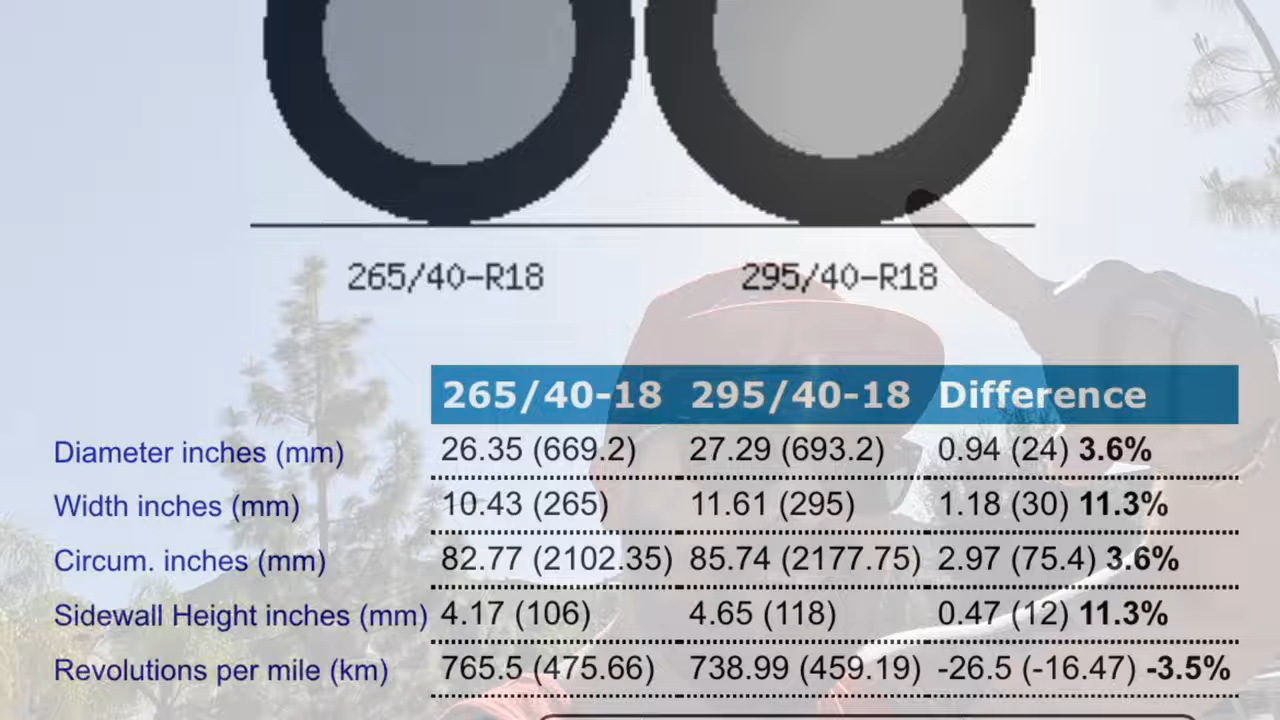 265/40-R18 295/40-R18
265/40-18 295/40-18 Difference
Diameter inches (mm) 26.35 (669.2) 27.29 (693.2) 0.94 (24) 3.6%
Width inches (mm) 10.43 (265) 11.61 (295) 1.18 (30) 11.3%
Circum. inches (mm) 82.77 (2102.35) 85.74 (2177.75) 2.97 (75.4) 3.6%
Sidewall Height inches (mm) 4.17 (106) 4.65 (118) 0.47 (12) 11.3%
Revolutions per mile (km) 765.5 (475.66) 738.99 (459.19) -26.5 (-16.47) -3.5%